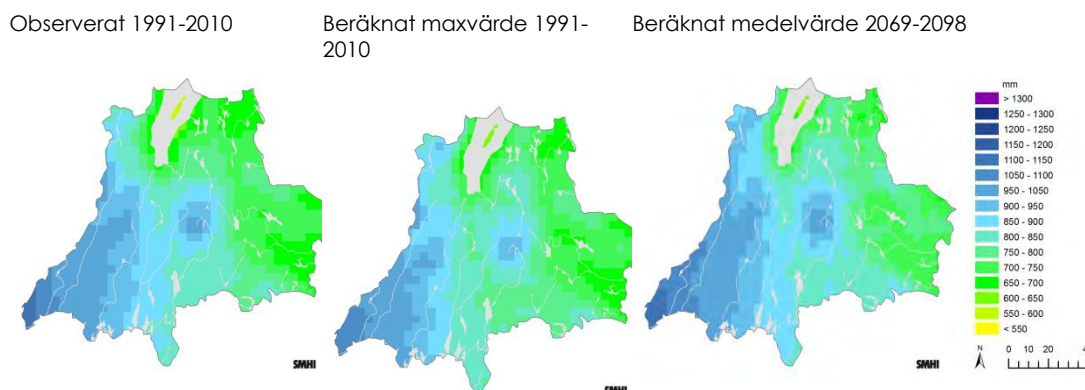 Observerat 1991-2010
Beräknat maxvärde 1991-
2010
Beräknat medelvärde 2069-2098
mm
> 1300
1250 - 1300
1200 - 1250
1150 - 1200
1100 - 1150
1050 - 1100
950 - 1050
900 - 950
850 - 900
800 - 850
750 - 800
700 - 750
650 - 700
600 - 650
550 - 600
< 550
N
0 10 20 4
SMHI
SMHI
SMHI